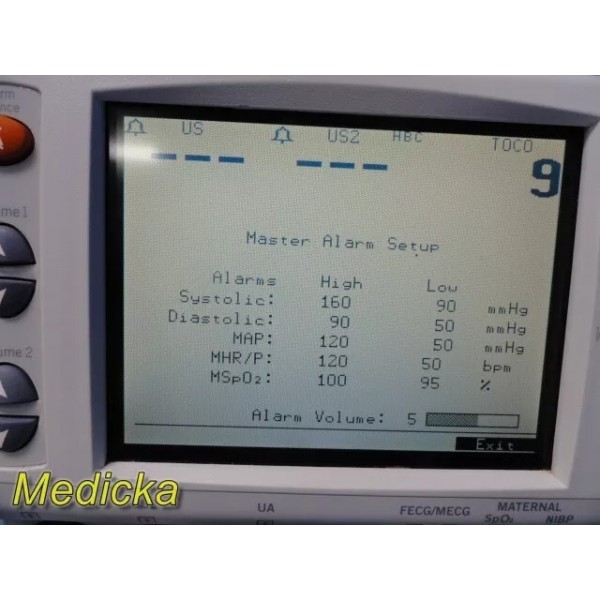 US US2 HBC TOCO
--- --- 9
Master Alarm Setup
Alarms High Low
Systolic: 160 90 mmHg
Diastolic: 90 50 mmHg
MAP: 120 50 mmHg
MHR/P: 120 50 bpm
MSpO₂: 100 95 %
Alarm Volume: 5
Exit
Medicka
UA FECG/MECG MATERNAL
SpO₂ NIBP